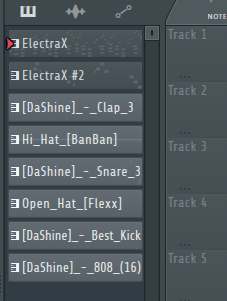 NOTE
ElectraX
ElectraX #2
[DaShine]_-_Clap_3
Hi_Hat_[BanBan]
[DaShine]_-_Snare_3
Open_Hat_[Flexx]
[DaShine]_-_Best_Kick
[DaShine]_-_808_(16)
Track 1
...
Track 2
...
Track 3
...
Track 4
...
Track 5